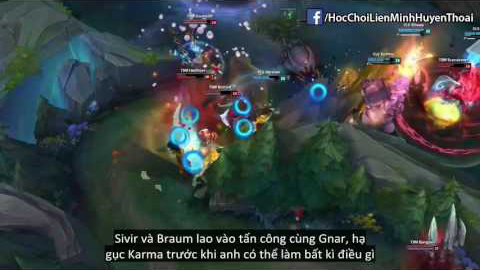 /HocChoiLienMinhHuyenThoai
Sivir và Braum lao vào tấn công cùng Gnar, hạ
gục Karma trước khi anh có thể làm bất kì điều gì